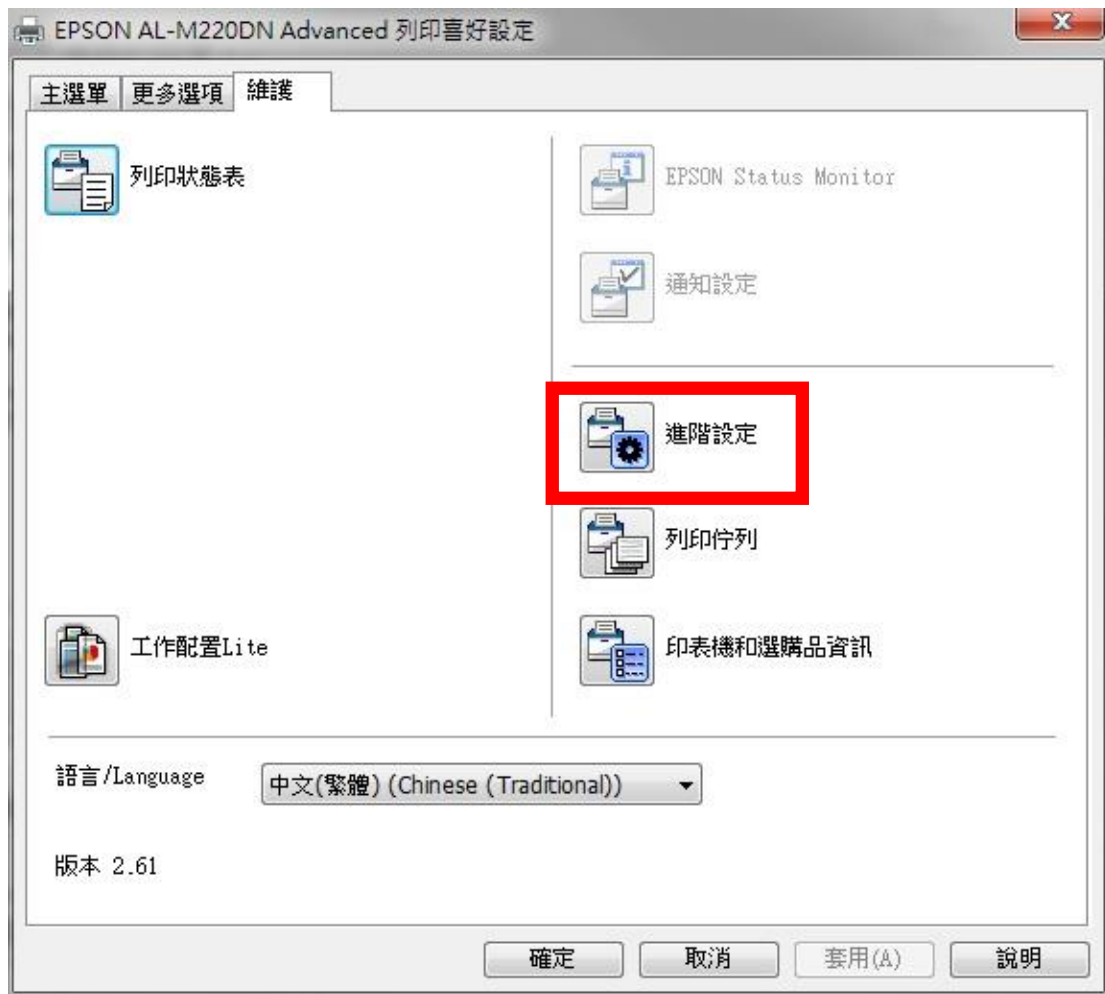 EPSON AL-M220DN Advanced 列印喜好設定
主選單 更多選項 維護
列印狀態表
EPSON Status Monitor
通知設定
進階設定
列印佇列
工作配置Lite
印表機和選購品資訊
語言/Language 中文(繁體) (Chinese (Traditional))
版本 2.61
確定 取消 套用(A) 說明